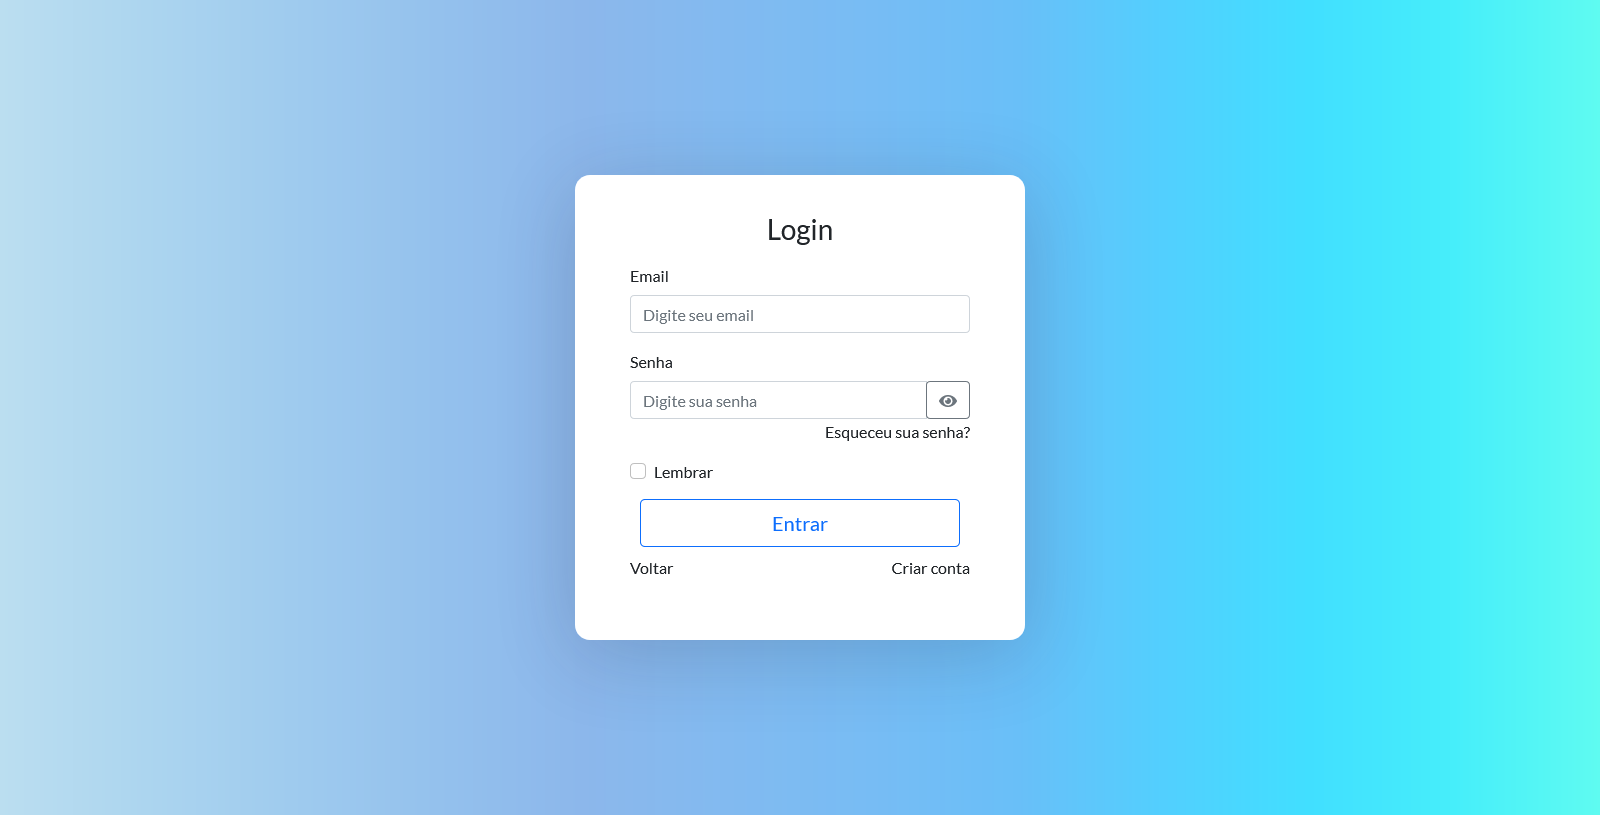 Login
Email
Digite seu email
Senha
Digite sua senha
Esqueceu sua senha?
Lembrar
Entrar
Voltar Criar conta